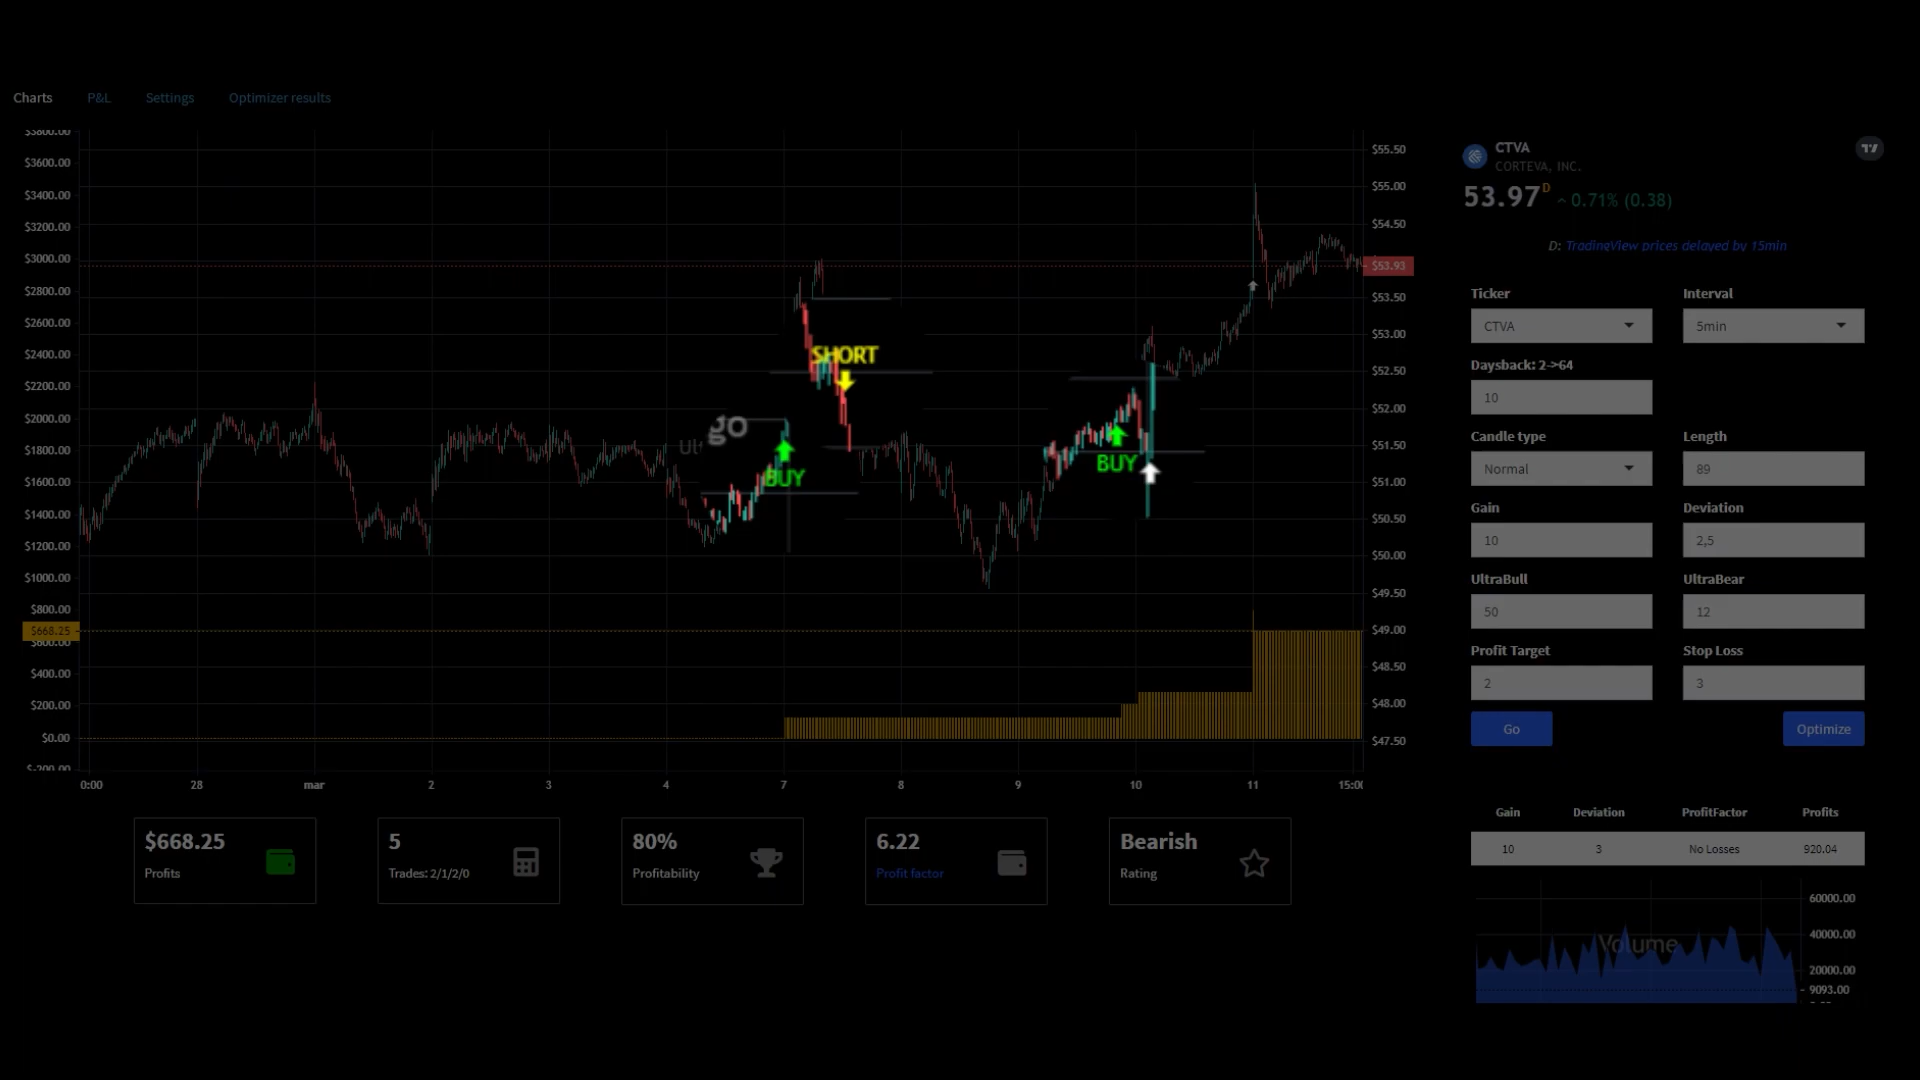 Charts P&L Settings Optimizer results
$3800.00
$3600.00
$3400.00
$3200.00
$3000.00
$2800.00
$2600.00
$2400.00
$2200.00
$2000.00
$1800.00
$1600.00
$1400.00
$1200.00
$1000.00
$800.00
$668.25
$600.00
$400.00
$200.00
$0.00
$-200.00
SHORT
go
BUY
BUY
$55.50
$55.00
$54.50
$53.93
$53.50
$53.00
$52.50
$52.00
$51.50
$51.00
$50.50
$50.00
$49.50
$49.00
$48.50
$48.00
$47.50
0:00 28 mar 2 3 4 7 8 9 10 11 15:00
$668.25
Profits
5
Trades: 2/1/2/0
80%
Profitability
6.22
Profit factor
Bearish
Rating
CTVA
CORTEVA, INC.
53.97 D 0.71% (0.38)
D: TradingView prices delayed by 15min
Ticker Interval
CTVA 5min
Daysback: 2->64
10
Candle type Length
Normal 89
Gain Deviation
10 2,5
UltraBull UltraBear
50 12
Profit Target Stop Loss
2 3
Go Optimize
Gain Deviation ProfitFactor Profits
10 3 No Losses 920.04
Volume
60000.00
40000.00
20000.00
9093.00